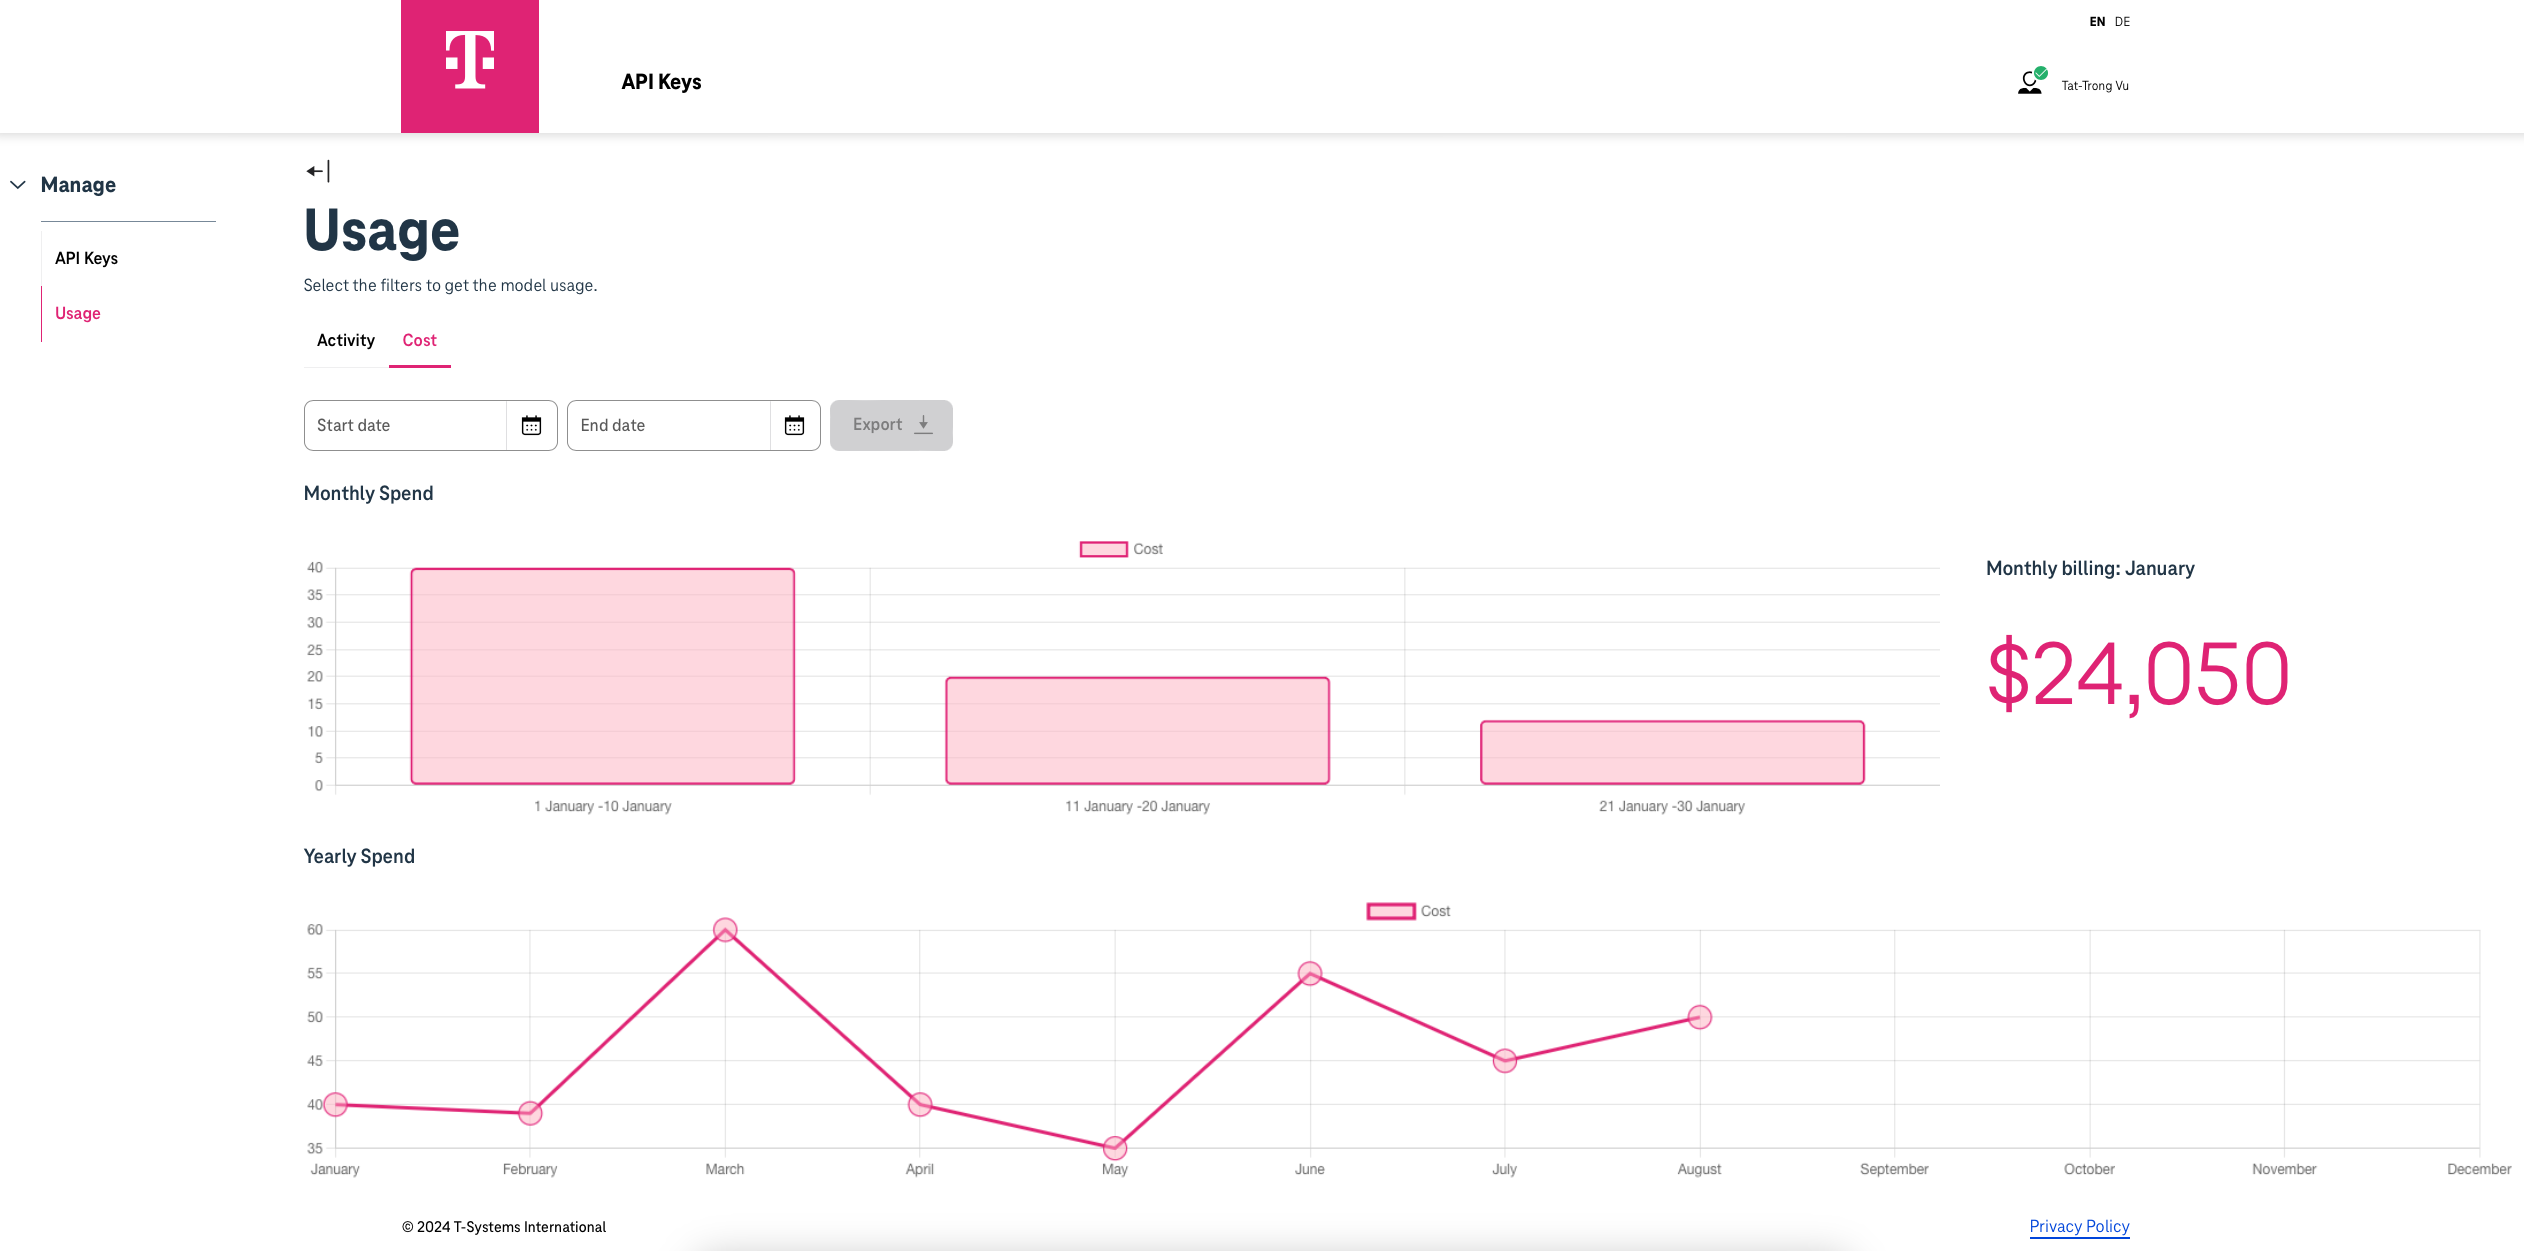 EN DE
API Keys
Tat-Trong Vu
Manage
API Keys
Usage
Usage
Select the filters to get the model usage.
Activity Cost
Start date End date Export
Monthly Spend
Cost
40
35
30
25
20
15
10
5
0
1 January -10 January 11 January -20 January 21 January -30 January
Monthly billing: January
$24,050
Yearly Spend
Cost
60
55
50
45
40
35
January February March April May June July August September October November December
© 2024 T-Systems International Privacy Policy